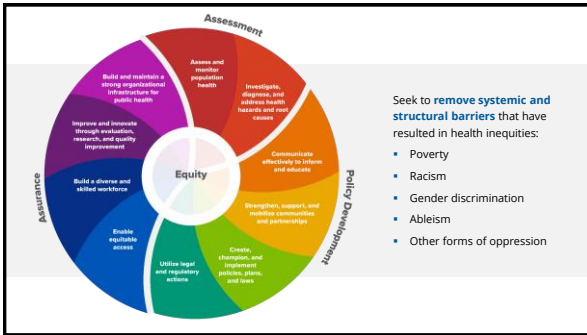 Assessment
Assess and
monitor
population
health
Investigate,
diagnose, and
address health
hazards and root
causes
Communicate
effectively to inform
and educate
Strengthen, support, and
mobilize communities
and partnerships
Create,
champion, and
implement
policies, plans,
and laws
Utilize legal
and regulatory
actions
Enable
equitable
access
Build a diverse and
skilled workforce
Improve and innovate
through evaluation,
research, and quality
improvement
Build and maintain a
strong organizational
infrastructure for
public health
Equity
Policy Development
Assurance
Seek to remove systemic and
structural barriers that have
resulted in health inequities:
▪ Poverty
▪ Racism
▪ Gender discrimination
▪ Ableism
▪ Other forms of oppression